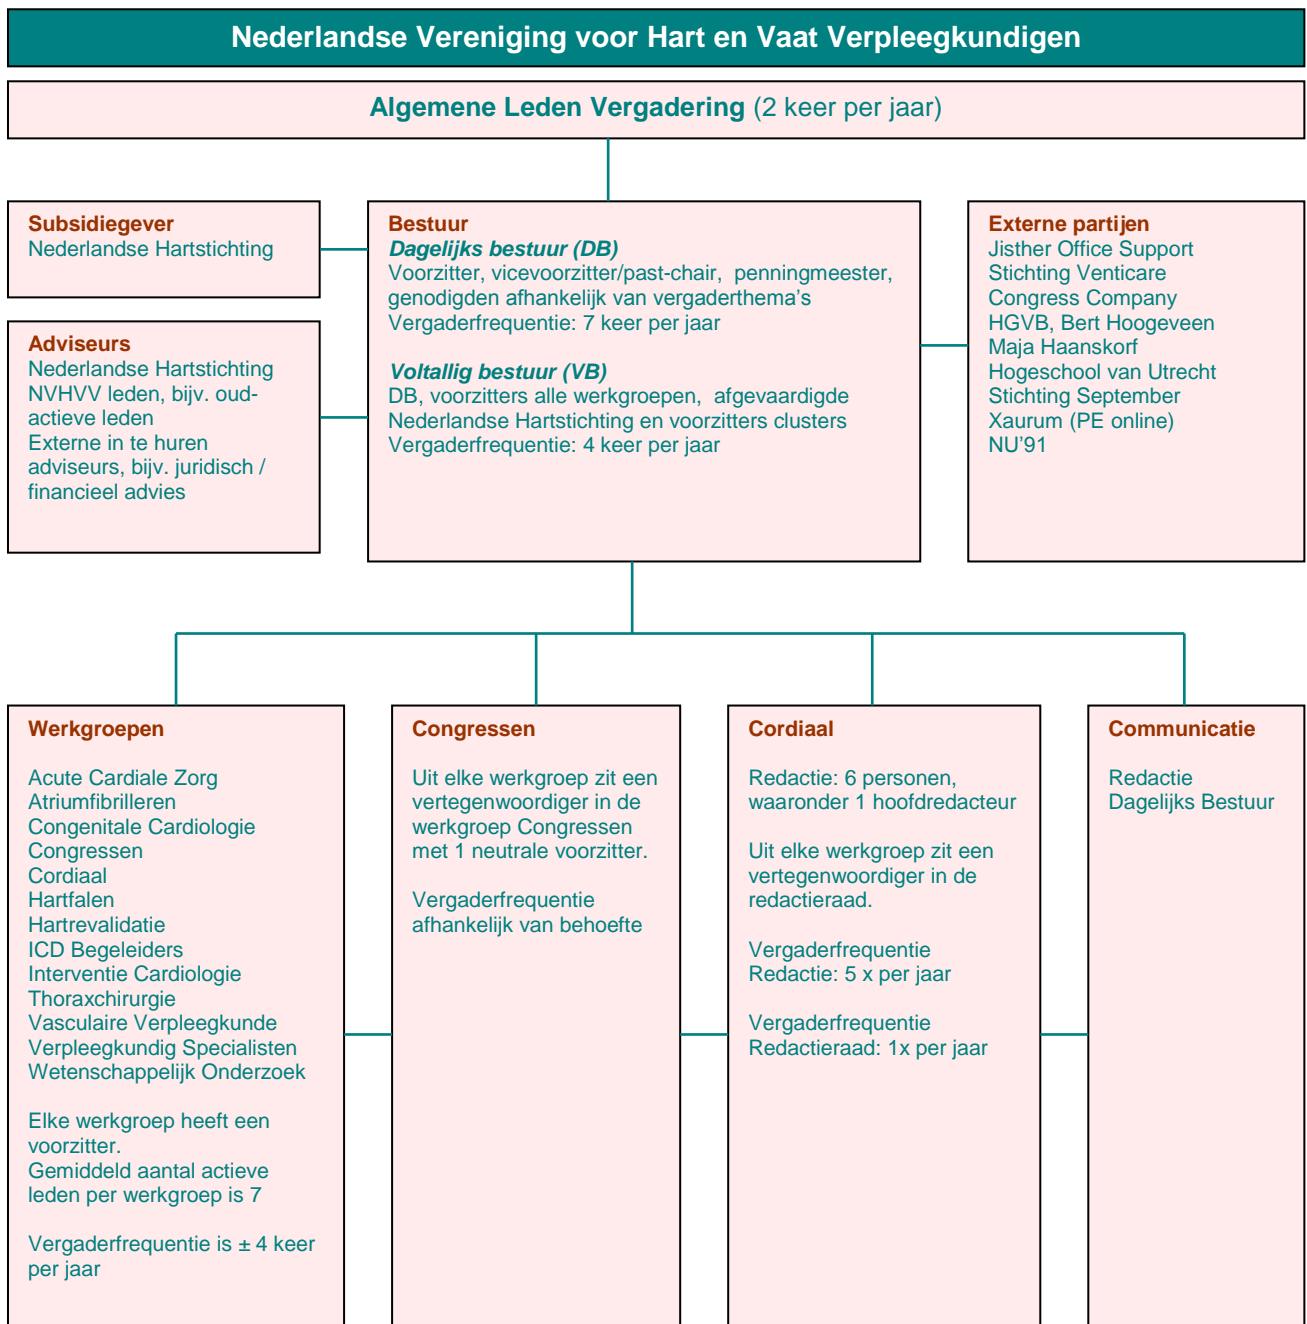 Nederlandse Vereniging voor Hart en Vaat Verpleegkundigen
Algemene Leden Vergadering (2 keer per jaar)
Subsidiegever
Nederlandse Hartstichting
Adviseurs
Nederlandse Hartstichting
NVHVV leden, bijv. oud-
actieve leden
Externe in te huren
adviseurs, bijv. juridisch /
financieel advies
Bestuur
Dagelijks bestuur (DB)
Voorzitter, vicevoorzitter/past-chair, penningmeester,
genodigden afhankelijk van vergaderthema's
Vergaderfrequentie: 7 keer per jaar
Voltallig bestuur (VB)
DB, voorzitters alle werkgroepen, afgevaardigde
Nederlandse Hartstichting en voorzitters clusters
Vergaderfrequentie: 4 keer per jaar
Externe partijen
Jisther Office Support
Stichting Venticare
Congress Company
HGVB, Bert Hoogeveen
Maja Haanskorf
Hogeschool van Utrecht
Stichting September
Xaurum (PE online)
NU'91
Werkgroepen
Acute Cardiale Zorg
Atriumfibrilleren
Congenitale Cardiologie
Congressen
Cordiaal
Hartfalen
Hartrevalidatie
ICD Begeleiders
Interventie Cardiologie
Thoraxchirurgie
Vasculaire Verpleegkunde
Verpleegkundig Specialisten
Wetenschappelijk Onderzoek
Elke werkgroep heeft een
voorzitter.
Gemiddeld aantal actieve
leden per werkgroep is 7
Vergaderfrequentie is ± 4 keer
per jaar
Congressen
Uit elke werkgroep zit een
vertegenwoordiger in de
werkgroep Congressen
met 1 neutrale voorzitter.
Vergaderfrequentie
afhankelijk van behoefte
Cordiaal
Redactie: 6 personen,
waaronder 1 hoofdredacteur
Uit elke werkgroep zit een
vertegenwoordiger in de
redactieraad.
Vergaderfrequentie
Redactie: 5 x per jaar
Vergaderfrequentie
Redactieraad: 1x per jaar
Communicatie
Redactie
Dagelijks Bestuur